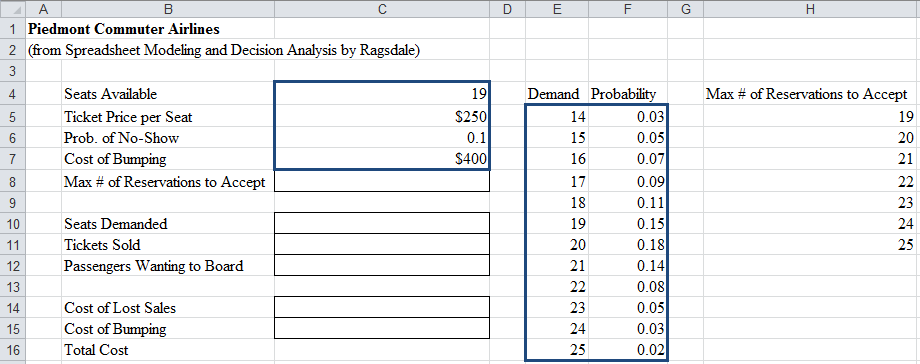 A B C D E F G H
1 Piedmont Commuter Airlines
2 (from Spreadsheet Modeling and Decision Analysis by Ragsdale)
3
4 Seats Available 19 Demand Probability Max # of Reservations to Accept
5 Ticket Price per Seat $250 14 0.03 19
6 Prob. of No-Show 0.1 15 0.05 20
7 Cost of Bumping $400 16 0.07 21
8 Max # of Reservations to Accept 17 0.09 22
9 18 0.11 23
10 Seats Demanded 19 0.15 24
11 Tickets Sold 20 0.18 25
12 Passengers Wanting to Board 21 0.14
13 22 0.08
14 Cost of Lost Sales 23 0.05
15 Cost of Bumping 24 0.03
16 Total Cost 25 0.02